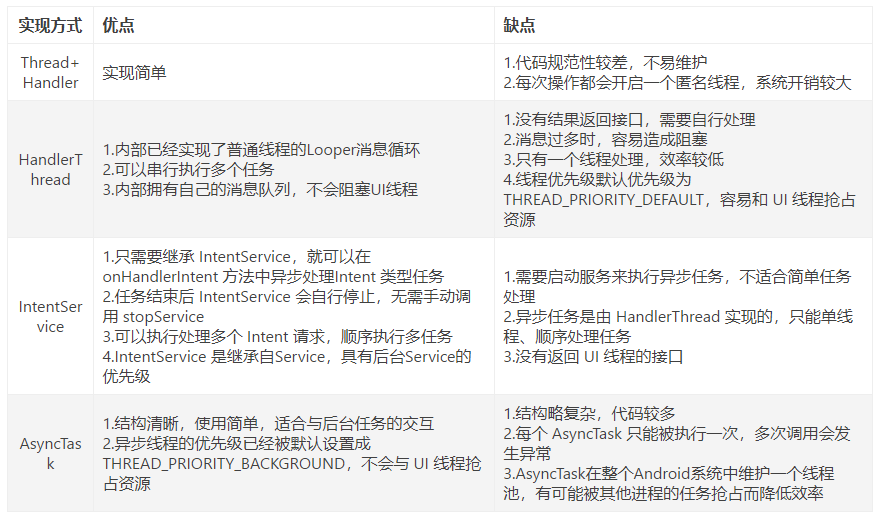 实现方式 优点 缺点
Thread+
Handler
实现简单
1.代码规范性较差，不易维护
2.每次操作都会开启一个匿名线程，系统开销较大
HandlerT
hread
1.内部已经实现了普通线程的Looper消息循环
2.可以串行执行多个任务
3.内部拥有自己的消息队列，不会阻塞UI线程
1.没有结果返回接口，需要自行处理
2.消息过多时，容易造成阻塞
3.只有一个线程处理，效率较低
4.线程优先级默认优先级为
THREAD_PRIORITY_DEFAULT，容易和 UI 线程抢占
资源
IntentSer
vice
1.只需要继承 IntentService，就可以在
onHandlerIntent 方法中异步处理Intent 类型任务
2.任务结束后 IntentService 会自行停止，无需手动调
用 stopService
3.可以执行处理多个 Intent 请求，顺序执行多任务
4.IntentService 是继承自Service，具有后台Service的
优先级
1.需要启动服务来执行异步任务，不适合简单任务
处理
2.异步任务是由 HandlerThread 实现的，只能单线
程、顺序处理任务
3.没有返回 UI 线程的接口
AsyncTas
k
1.结构清晰，使用简单，适合与后台任务的交互
2.异步线程的优先级已经被默认设置成
THREAD_PRIORITY_BACKGROUND，不会与 UI 线程抢
占资源
1.结构略复杂，代码较多
2.每个 AsyncTask 只能被执行一次，多次调用会发
生异常
3.AsyncTask在整个Android系统中维护一个线程
池，有可能被其他进程的任务抢占而降低效率